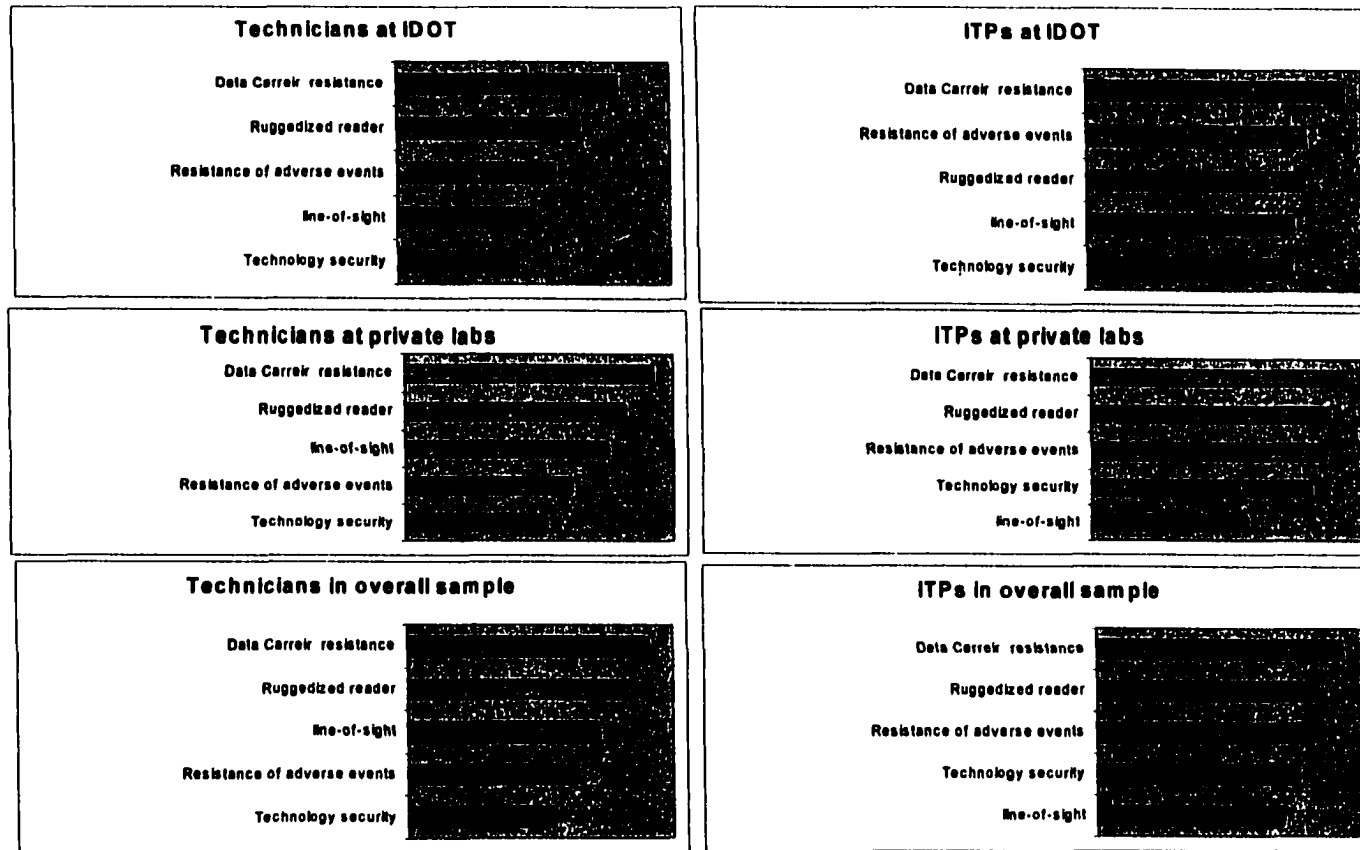 Technicians at IDOT
Data Carreir resistance
Ruggedized reader
Resistance of adverse events
line-of-sight
Technology security
ITPs at IDOT
Data Carreir resistance
Resistance of adverse events
Ruggedized reader
line-of-sight
Technology security
Technicians at private labs
Data Carreir resistance
Ruggedized reader
line-of-sight
Resistance of adverse events
Technology security
ITPs at private labs
Data Carreir resistance
Ruggedized reader
Resistance of adverse events
Technology security
line-of-sight
Technicians in overall sample
Data Carreir resistance
Ruggedized reader
line-of-sight
Resistance of adverse events
Technology security
ITPs in overall sample
Data Carreir resistance
Ruggedized reader
Resistance of adverse events
Technology security
line-of-sight